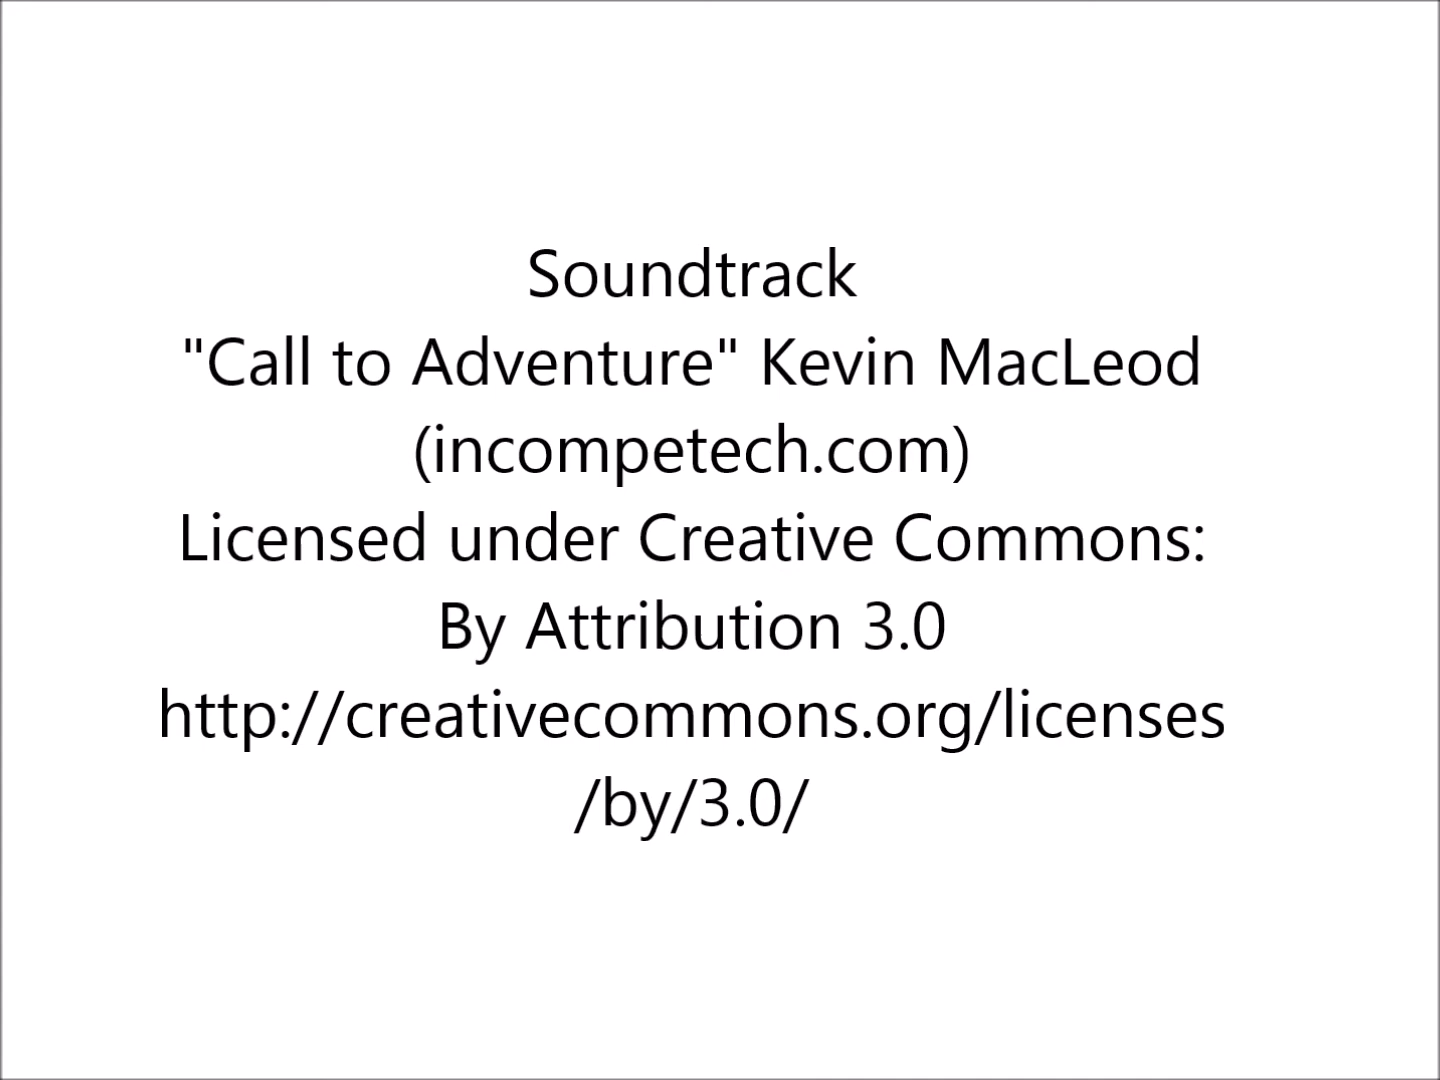 Soundtrack
"Call to Adventure" Kevin MacLeod
(incompetech.com)
Licensed under Creative Commons:
By Attribution 3.0
http://creativecommons.org/licenses
/by/3.0/